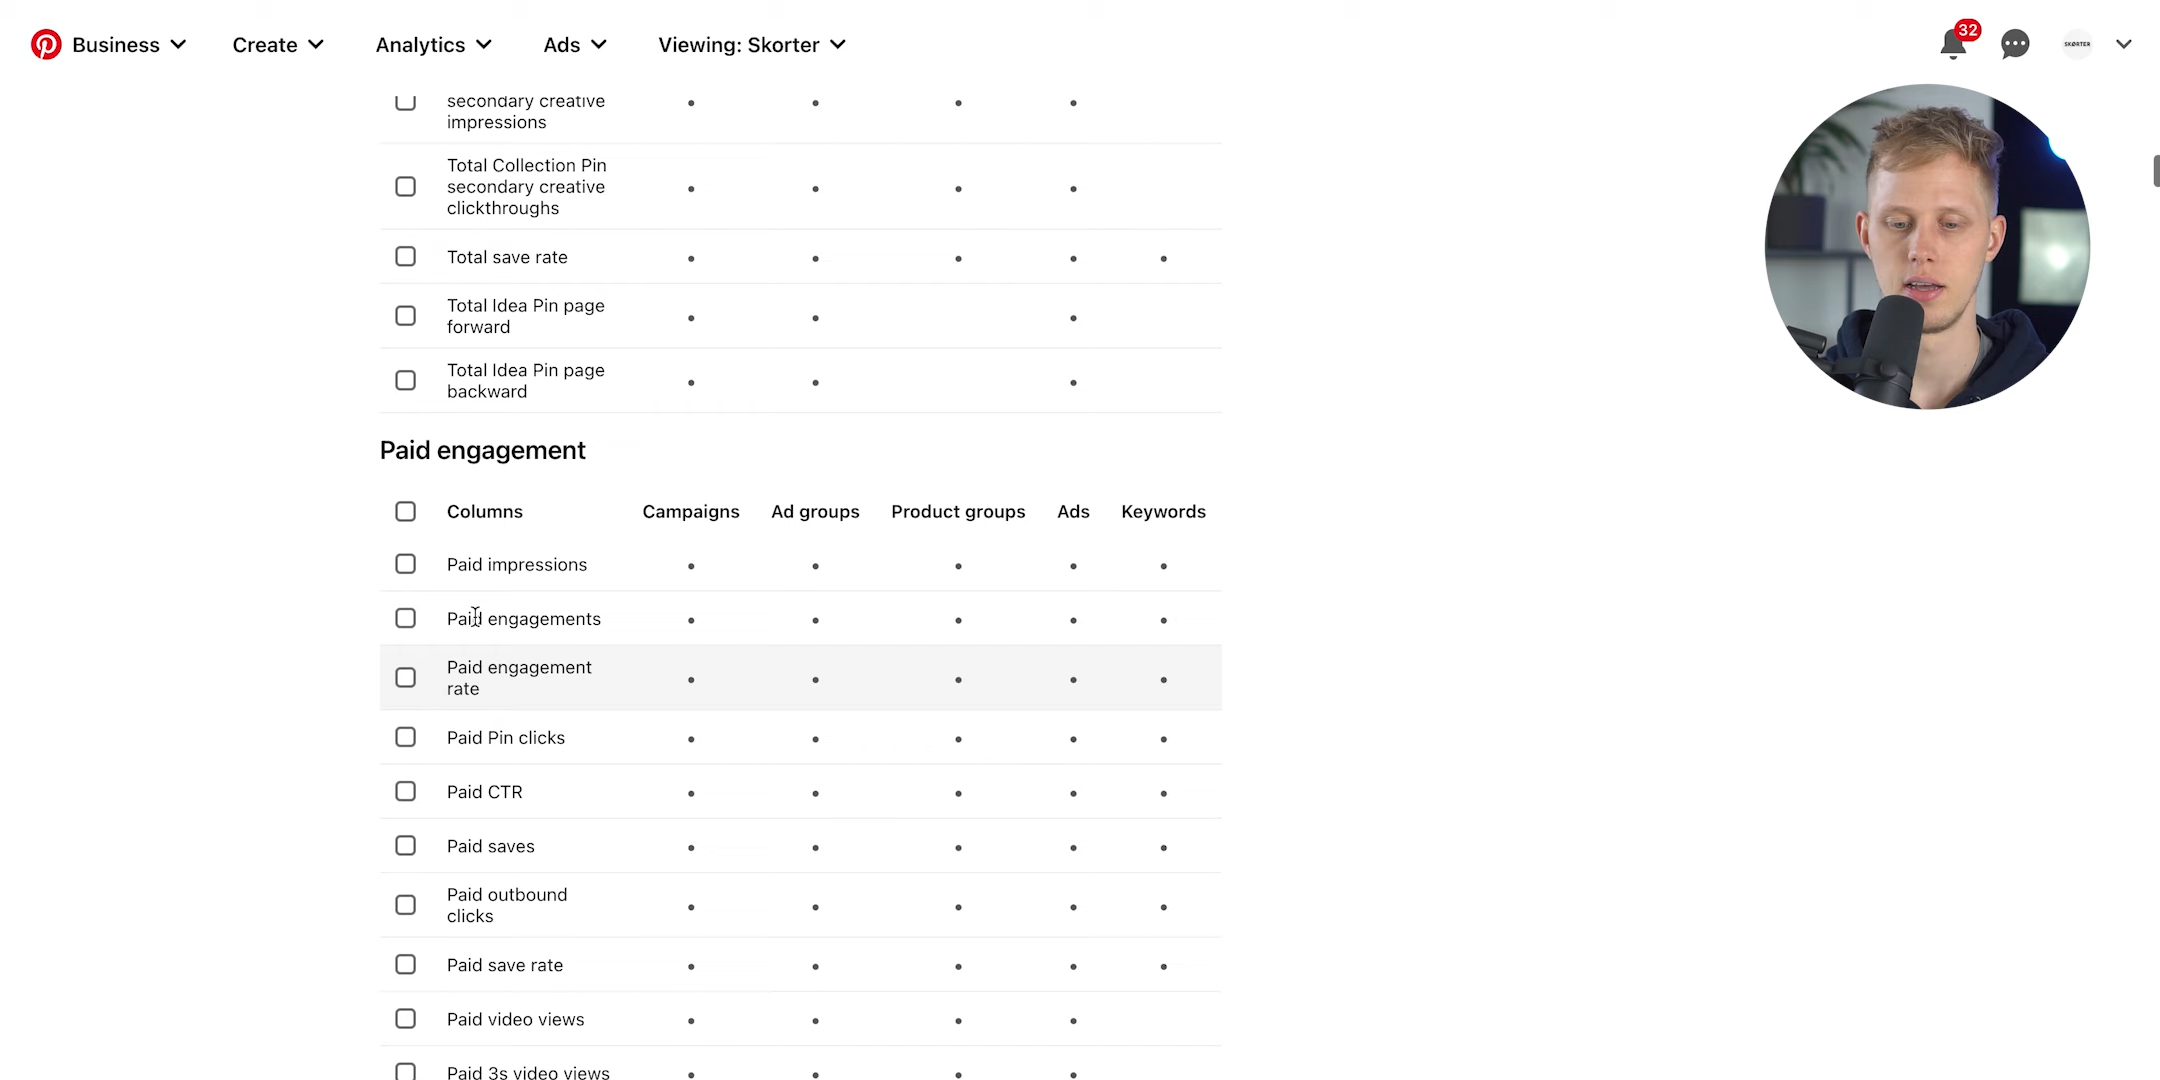 Business
Create
Analytics
Ads
Viewing: Skorter
32
SKØRTER
secondary creative
impressions
Total Collection Pin
secondary creative
clickthroughs
Total save rate
Total Idea Pin page
forward
Total Idea Pin page
backward
Paid engagement
Columns Campaigns Ad groups Product groups Ads Keywords
Paid impressions
Paid engagements
Paid engagement
rate
Paid Pin clicks
Paid CTR
Paid saves
Paid outbound
clicks
Paid save rate
Paid video views
Paid 3s video views